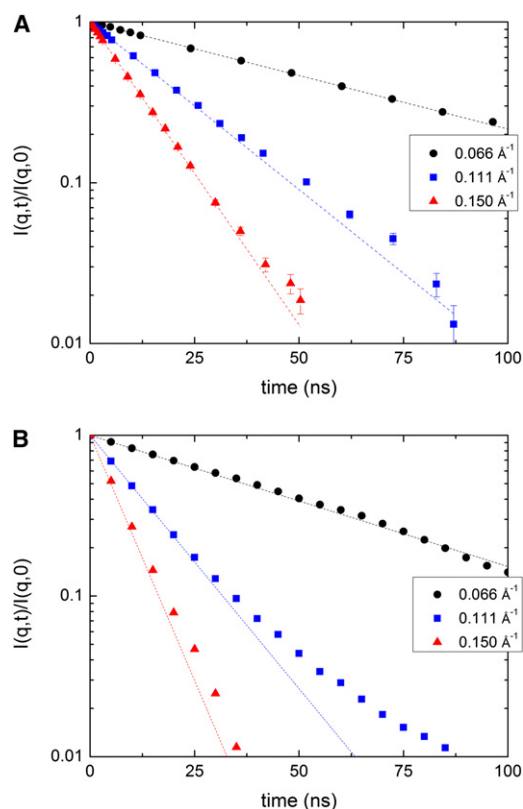 A
1
I(q,t)/I(q,0)
0.1
0.01
0.066 Å⁻¹
0.111 Å⁻¹
0.150 Å⁻¹
0 25 50 75 100
time (ns)
B
1
I(q,t)/I(q,0)
0.1
0.01
0.066 Å⁻¹
0.111 Å⁻¹
0.150 Å⁻¹
0 25 50 75 100
time (ns)